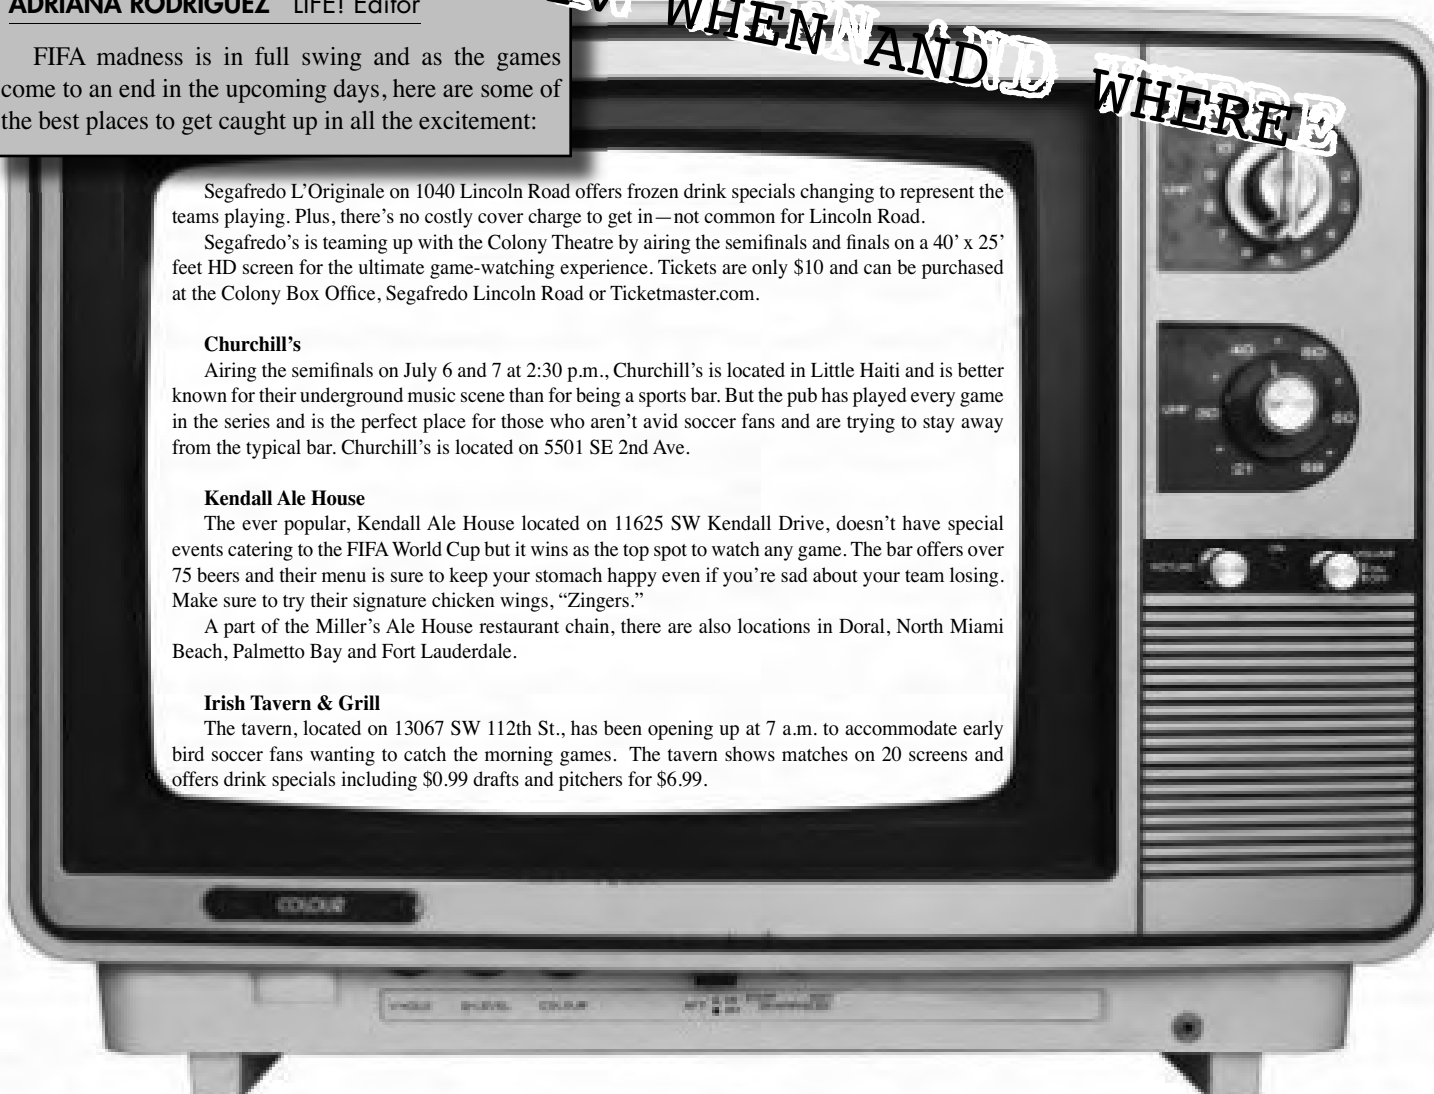 ADRIANA RODRIGUEZ LIFE! Editor
FIFA madness is in full swing and as the games
come to an end in the upcoming days, here are some of
the best places to get caught up in all the excitement:
WHEN AND WHERE
Segafredo L’Originale on 1040 Lincoln Road offers frozen drink specials changing to represent the
teams playing. Plus, there’s no costly cover charge to get in—not common for Lincoln Road.
Segafredo’s is teaming up with the Colony Theatre by airing the semifinals and finals on a 40’ x 25’
feet HD screen for the ultimate game-watching experience. Tickets are only $10 and can be purchased
at the Colony Box Office, Segafredo Lincoln Road or Ticketmaster.com.
Churchill’s
Airing the semifinals on July 6 and 7 at 2:30 p.m., Churchill’s is located in Little Haiti and is better
known for their underground music scene than for being a sports bar. But the pub has played every game
in the series and is the perfect place for those who aren’t avid soccer fans and are trying to stay away
from the typical bar. Churchill’s is located on 5501 SE 2nd Ave.
Kendall Ale House
The ever popular, Kendall Ale House located on 11625 SW Kendall Drive, doesn’t have special
events catering to the FIFA World Cup but it wins as the top spot to watch any game. The bar offers over
75 beers and their menu is sure to keep your stomach happy even if you’re sad about your team losing.
Make sure to try their signature chicken wings, “Zingers.”
A part of the Miller’s Ale House restaurant chain, there are also locations in Doral, North Miami
Beach, Palmetto Bay and Fort Lauderdale.
Irish Tavern & Grill
The tavern, located on 13067 SW 112th St., has been opening up at 7 a.m. to accommodate early
bird soccer fans wanting to catch the morning games.  The tavern shows matches on 20 screens and
offers drink specials including $0.99 drafts and pitchers for $6.99.
PICTURE
COLOUR
COLOUR